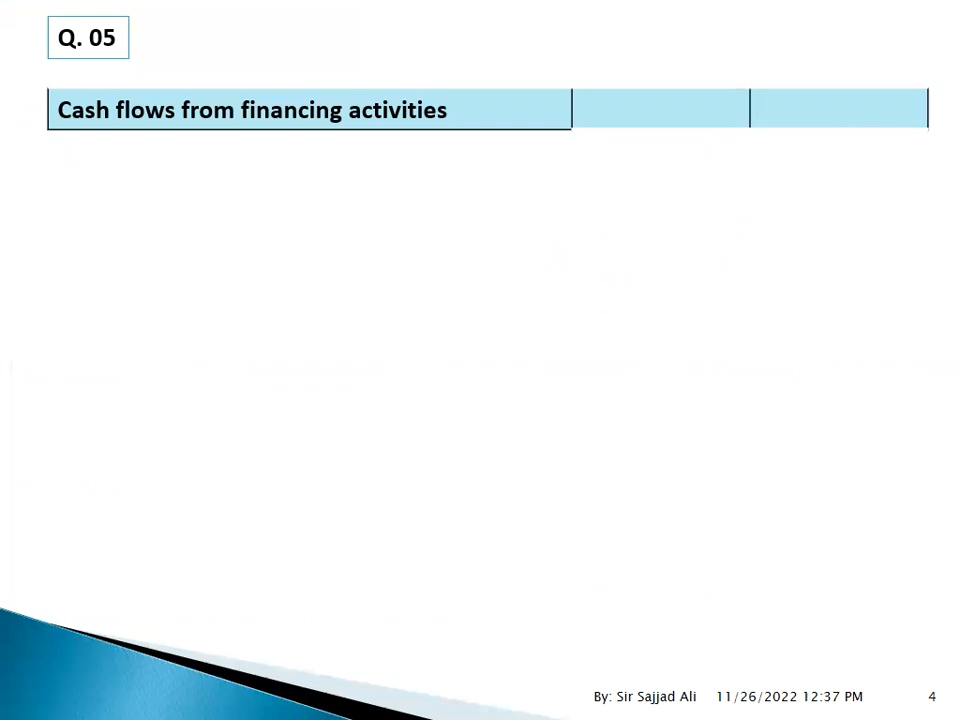 Q. 05
Cash flows from financing activities
By: Sir Sajjad Ali 11/26/2022 12:37 PM 4